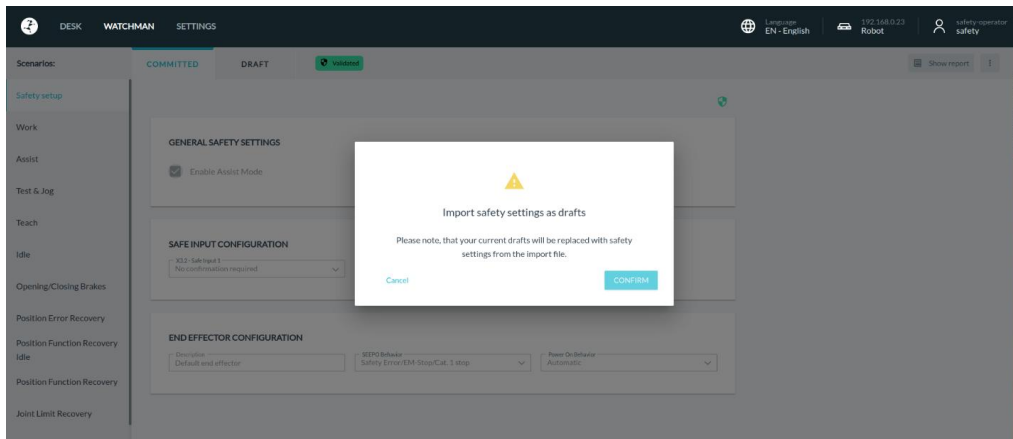 DESK
WATCHMAN
SETTINGS
Language
EN - English
192.168.0.23
Robot
safety-operator
safety
Scenarios:
COMMITTED
DRAFT
Validated
Show report
Safety setup
Work
Assist
Test & Jog
Teach
Idle
Opening/Closing Brakes
Position Error Recovery
Position Function Recovery
Idle
Position Function Recovery
Joint Limit Recovery
GENERAL SAFETY SETTINGS
Enable Assist Mode
SAFE INPUT CONFIGURATION
X3.3 - Safe Input 3
No confirmation required
Import safety settings as drafts
Please note, that your current drafts will be replaced with safety
settings from the import file.
Cancel
CONFIRM
END EFFECTOR CONFIGURATION
Description
Default end effector
SEEPO Behavior
Safety Error/EM-Stop/Cat. 1 stop
Power On Behavior
Automatic